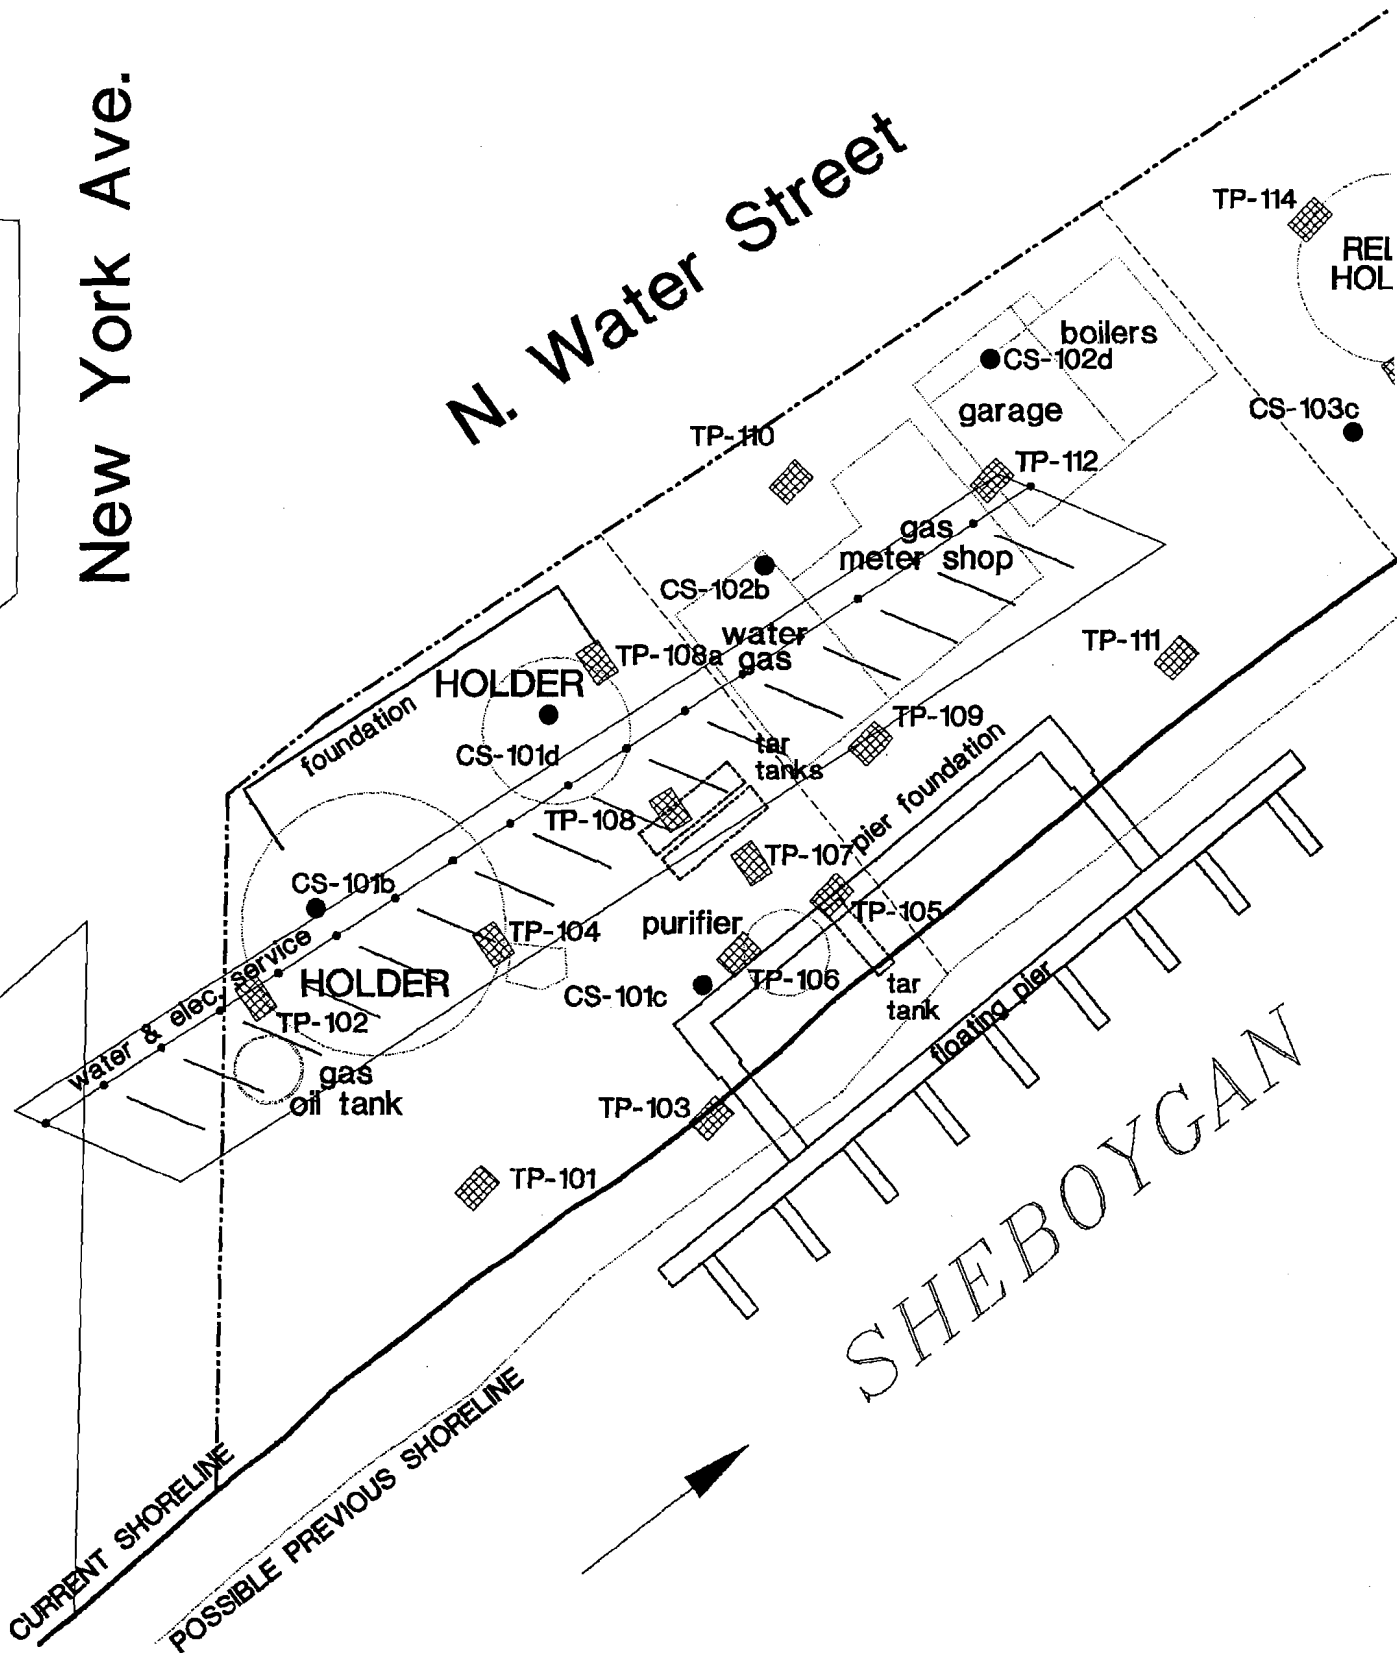 New York Ave.
N. Water Street
TP-114
REL
HOL
boilers
CS-102d
garage
CS-103c
TP-110
TP-112
gas
meter shop
CS-102b
water
gas
TP-111
TP-108a
HOLDER
foundation
CS-101d
TP-109
tar
tanks
pier foundation
TP-108
TP-107
CS-101b
TP-105
purifier
TP-104
water & elec. service
HOLDER
TP-106
CS-101c
tar
tank
TP-102
floating pier
gas
oil tank
TP-103
TP-101
SHEBOYGAN
CURRENT SHORELINE
POSSIBLE PREVIOUS SHORELINE